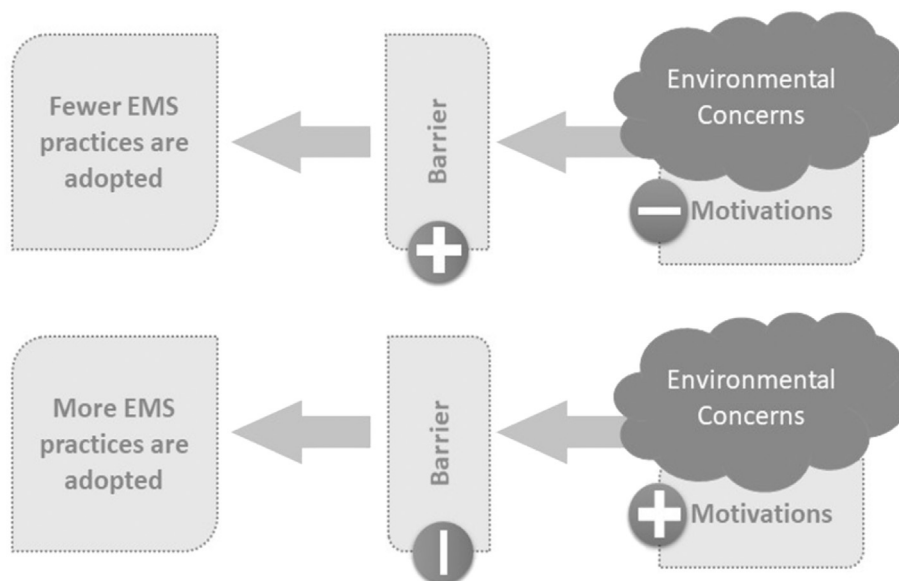 Fewer EMS
practices are
adopted
Barrier
Environmental
Concerns
Motivations
More EMS
practices are
adopted
Barrier
Environmental
Concerns
Motivations